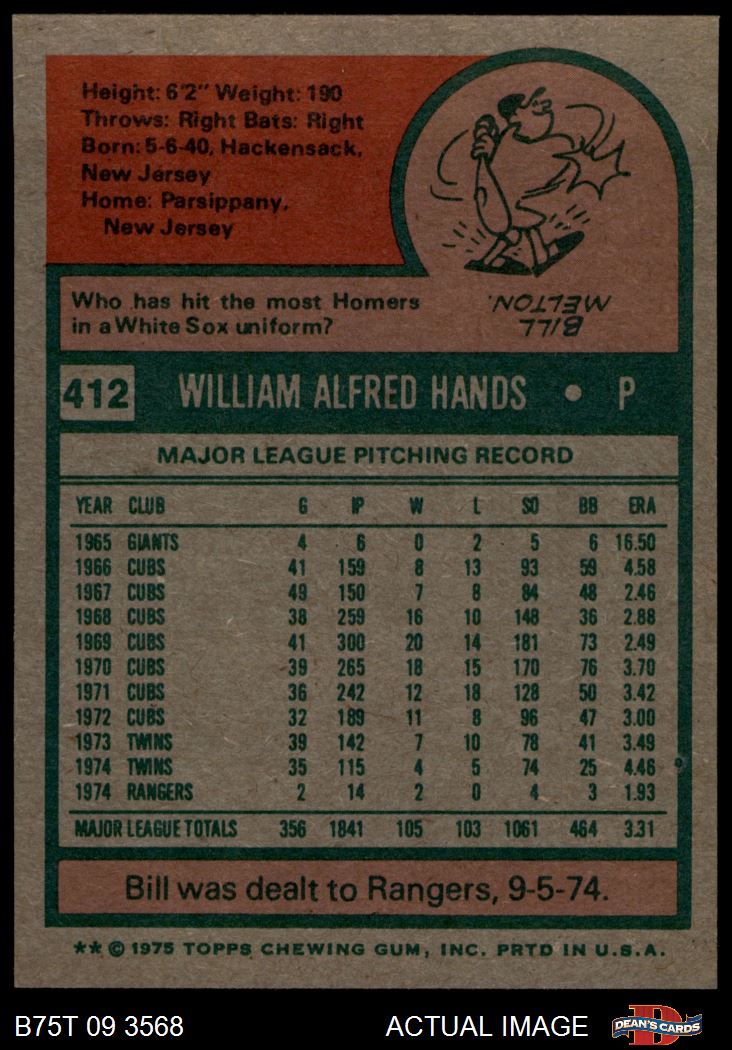 Height: 6'2" Weight: 190
Throws: Right Bats: Right
Born: 5-6-40, Hackensack,
New Jersey
Home: Parsippany,
New Jersey
Who has hit the most Homers
in a White Sox uniform?
BILL
MELTON.
412 WILLIAM ALFRED HANDS • P
MAJOR LEAGUE PITCHING RECORD
YEAR CLUB G IP W L SO BB ERA
1965 GIANTS 4 6 0 2 5 6 16.50
1966 CUBS 41 159 8 13 93 59 4.58
1967 CUBS 49 150 7 8 84 48 2.46
1968 CUBS 38 259 16 10 148 36 2.88
1969 CUBS 41 300 20 14 181 73 2.49
1970 CUBS 39 265 18 15 170 76 3.70
1971 CUBS 36 242 12 18 128 50 3.42
1972 CUBS 32 189 11 8 96 47 3.00
1973 TWINS 39 142 7 10 78 41 3.49
1974 TWINS 35 115 4 5 74 25 4.46
1974 RANGERS 2 14 2 0 4 3 1.93
MAJOR LEAGUE TOTALS 356 1841 105 103 1061 464 3.31
Bill was dealt to Rangers, 9-5-74.
** © 1975 TOPPS CHEWING GUM, INC. PRTD IN U.S.A.
B75T 09 3568 ACTUAL IMAGE D DEAN'S CARDS